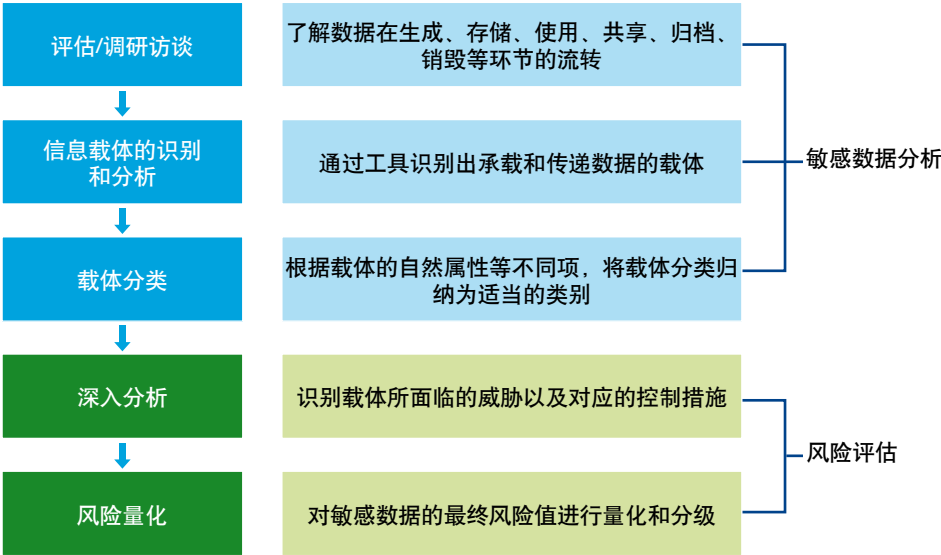 评估/调研访谈
了解数据在生成、存储、使用、共享、归档、
销毁等环节的流转
信息载体的识别
和分析
通过工具识别出承载和传递数据的载体
敏感数据分析
载体分类
根据载体的自然属性等不同项，将载体分类归
纳为适当的类别
深入分析
识别载体所面临的威胁以及对应的控制措施
风险评估
风险量化
对敏感数据的最终风险值进行量化和分级